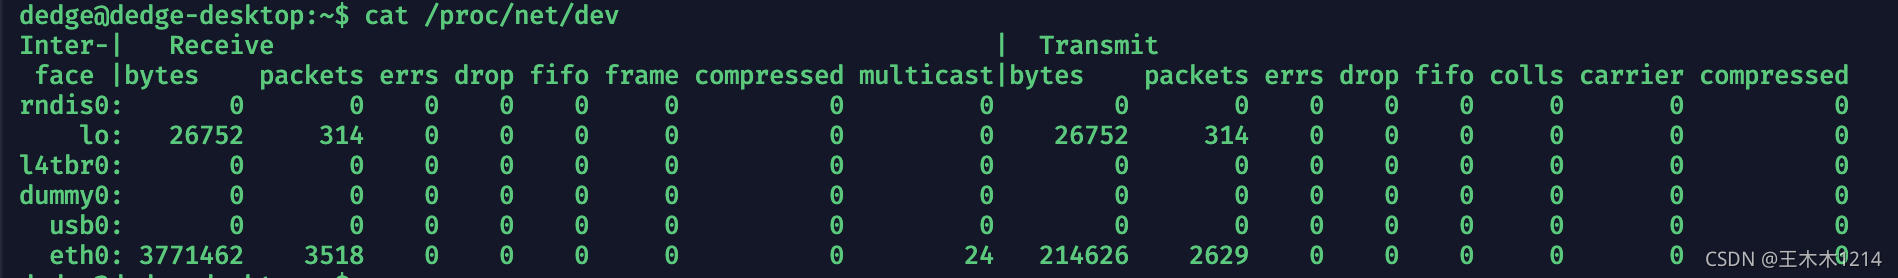 dedge@dedge-desktop:~$ cat /proc/net/dev
Inter-|   Receive                                                |  Transmit
 face |bytes    packets errs drop fifo frame compressed multicast|bytes    packets errs drop fifo colls carrier compressed
rndis0:       0       0    0    0    0     0          0         0        0       0    0    0    0     0       0          0
    lo:   26752     314    0    0    0     0          0         0    26752     314    0    0    0     0       0          0
l4tbr0:       0       0    0    0    0     0          0         0        0       0    0    0    0     0       0          0
dummy0:       0       0    0    0    0     0          0         0        0       0    0    0    0     0       0          0
  usb0:       0       0    0    0    0     0          0         0        0       0    0    0    0     0       0          0
  eth0: 3771462    3518    0    0    0     0          0        24   214626    2629    0    0    0     0       0          0
CSDN @王木木1214